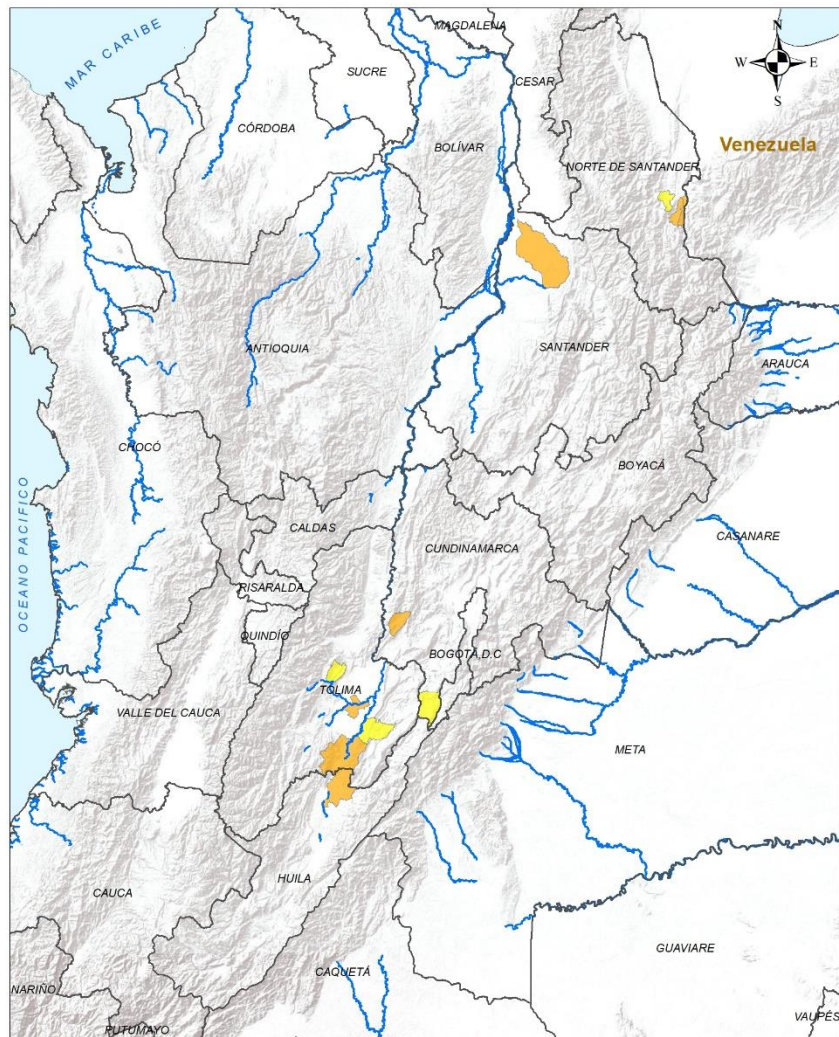 MAGDALENA
MAR CARIBE
N
W E
S
SUCRE
CESAR
CÓRDOBA
BOLÍVAR
Venezuela
NORTE DE SANTANDER
ANTIOQUIA
SANTANDER
ARAUCA
CHOCÓ
BOYACÁ
OCEANO PACIFICO
CALDAS
CUNDINAMARCA
CASANARE
RISARALDA
QUINDÍO
BOGOTÁ, D.C
TOLIMA
VALLE DEL CAUCA
META
HUILA
CAUCA
GUAVIARE
CAQUETÁ
NARIÑO
VAUPÉS
PUTUMAYO